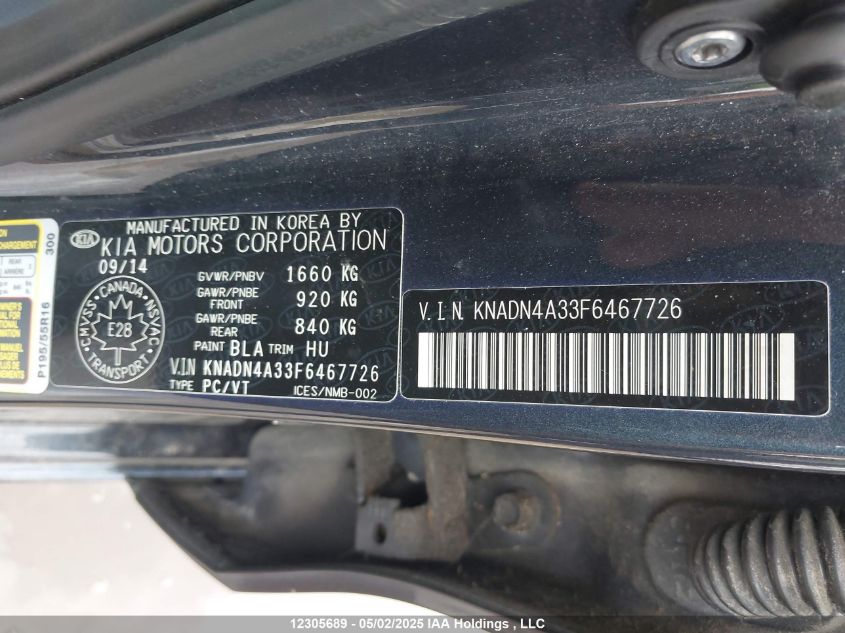 CHARGEMENT
300
P195/55R16
KIA
MANUFACTURED IN KOREA BY
KIA MOTORS CORPORATION
09/14
GVWR/PNBV 1660 KG
GAWR/PNBE
FRONT 920 KG
GAWR/PNBE
REAR 840 KG
PAINT BLA TRIM HU
V.I.N KNADN4A33F6467726
TYPE PC/VT ICES/NMB-002
CANADA
CMVSS NSVAC
E28
TRANSPORT
V.I.N. KNADN4A33F6467726
12305689 - 05/02/2025 IAA Holdings , LLC